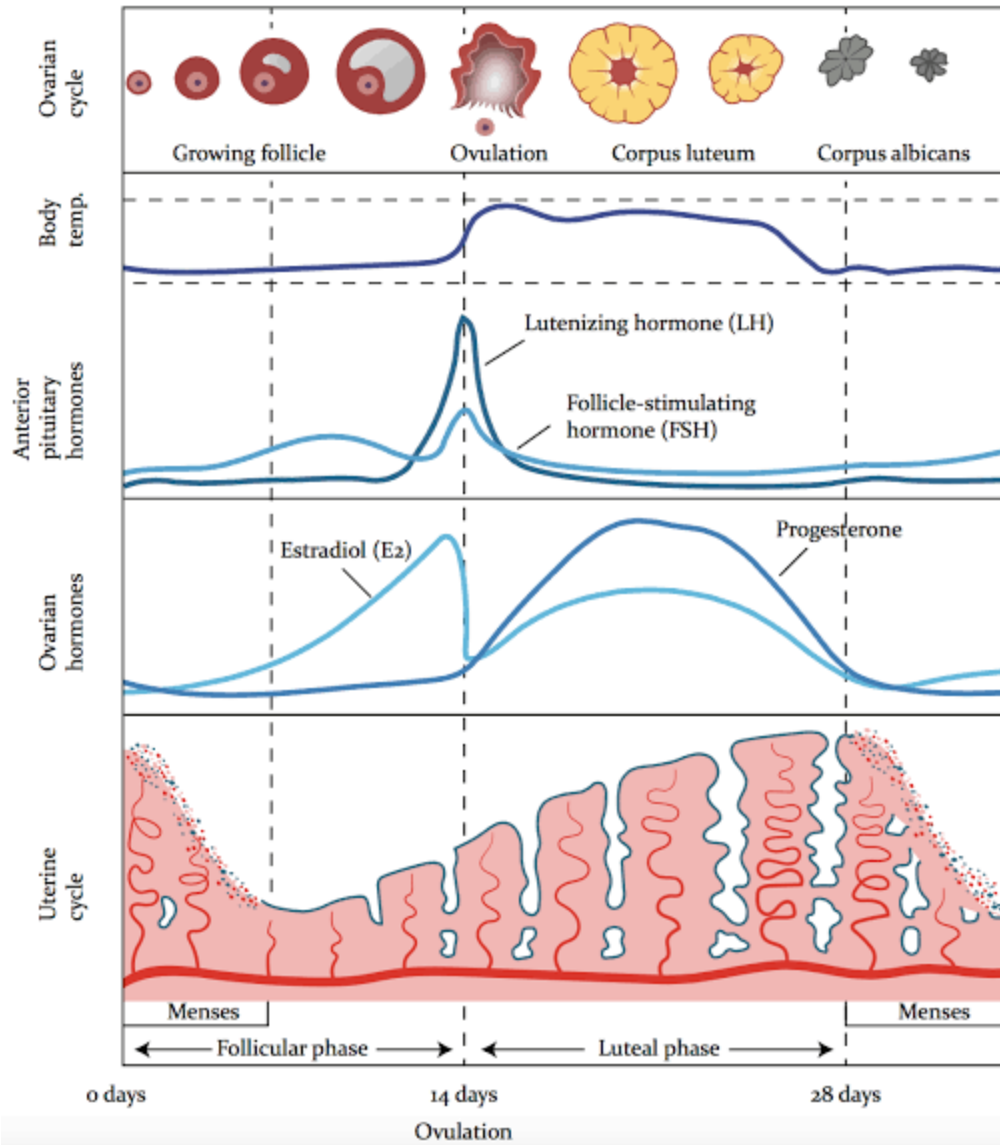 Ovarian
cycle
Growing follicle
Ovulation
Corpus luteum
Corpus albicans
Body
temp.
Anterior
pituitary
hormones
Lutenizing hormone (LH)
Follicle-stimulating
hormone (FSH)
Ovarian
hormones
Estradiol (E2)
Progesterone
Uterine
cycle
Menses
Menses
Follicular phase
Luteal phase
0 days
14 days
28 days
Ovulation